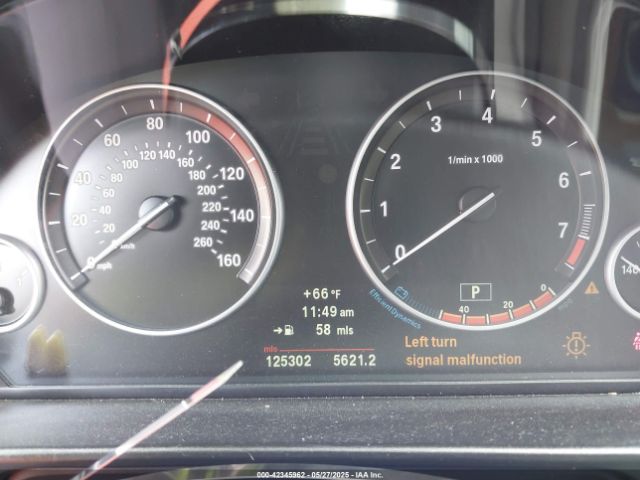 80
60
100
40
120
20
140
0
mph
160
100 120 140 160
80 180
60 200
40 220
20 240
km/h 260
4
3
5
1/min x 1000
2
6
1
7
0
P
EfficientDynamics
40
20
0
140
+66 °F
11:49 am
58 mls
mls
125302 5621.2
Left turn
signal malfunction
000-42345962 - 05/27/2025 - IAA Inc.